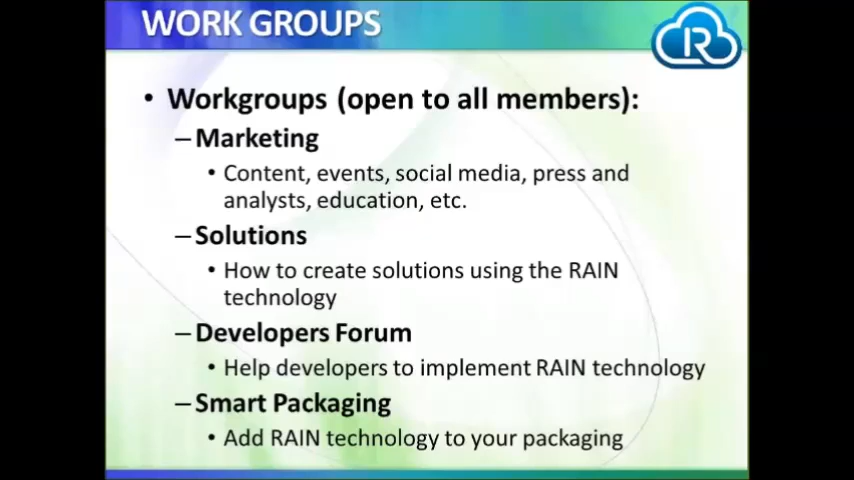 WORK GROUPS
R
• Workgroups (open to all members):
– Marketing
• Content, events, social media, press and
analysts, education, etc.
– Solutions
• How to create solutions using the RAIN
technology
– Developers Forum
• Help developers to implement RAIN technology
– Smart Packaging
• Add RAIN technology to your packaging